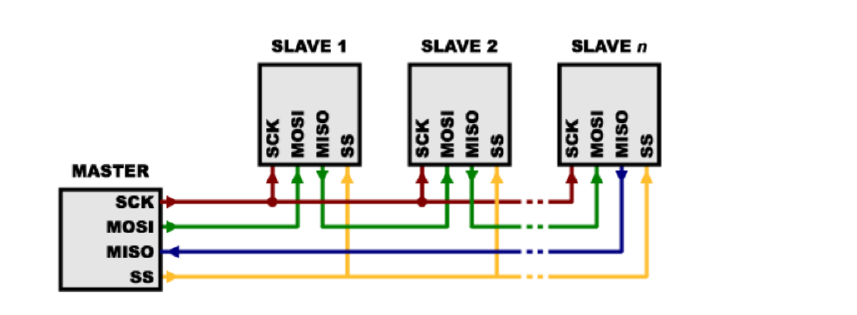 SLAVE 1 SLAVE 2 SLAVE n
SCK MOSI MISO SS SCK MOSI MISO SS SCK MOSI MISO SS
MASTER
SCK
MOSI
MISO
SS